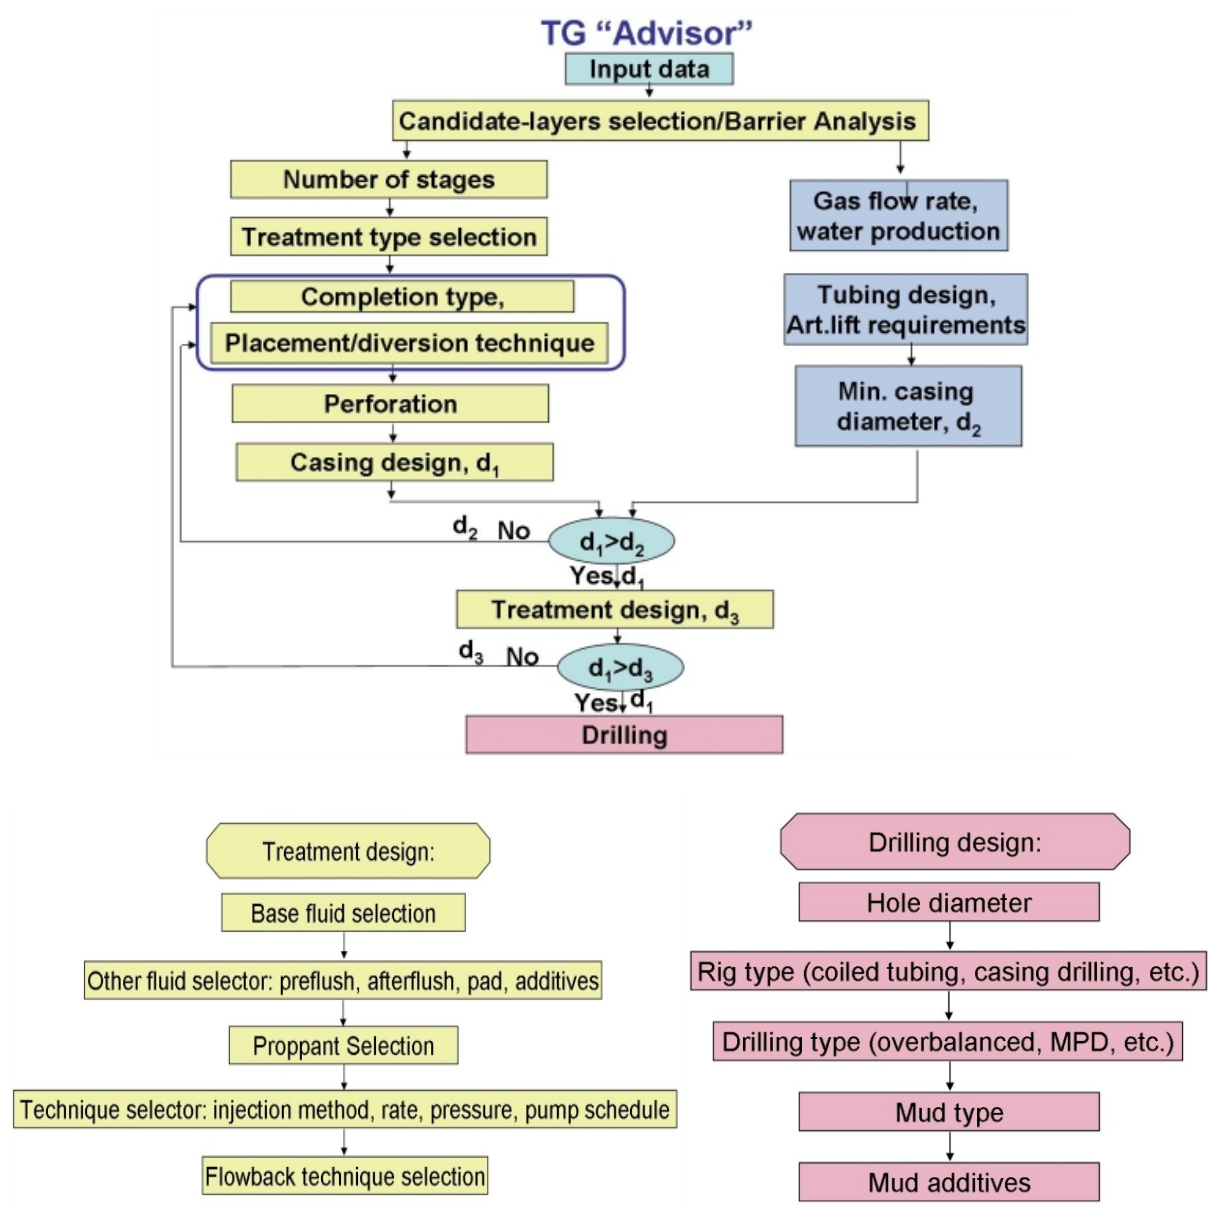 TG “Advisor”
Input data
Candidate-layers selection/Barrier Analysis
Number of stages
Treatment type selection
Completion type,
Placement/diversion technique
Perforation
Casing design, d1
Gas flow rate,
water production
Tubing design,
Art.lift requirements
Min. casing
diameter, d2
d2 No
d1>d2
Yes d1
Treatment design, d3
d3 No
d1>d3
Yes d1
Drilling
Treatment design:
Base fluid selection
Other fluid selector: preflush, afterflush, pad, additives
Proppant Selection
Technique selector: injection method, rate, pressure, pump schedule
Flowback technique selection
Drilling design:
Hole diameter
Rig type (coiled tubing, casing drilling, etc.)
Drilling type (overbalanced, MPD, etc.)
Mud type
Mud additives